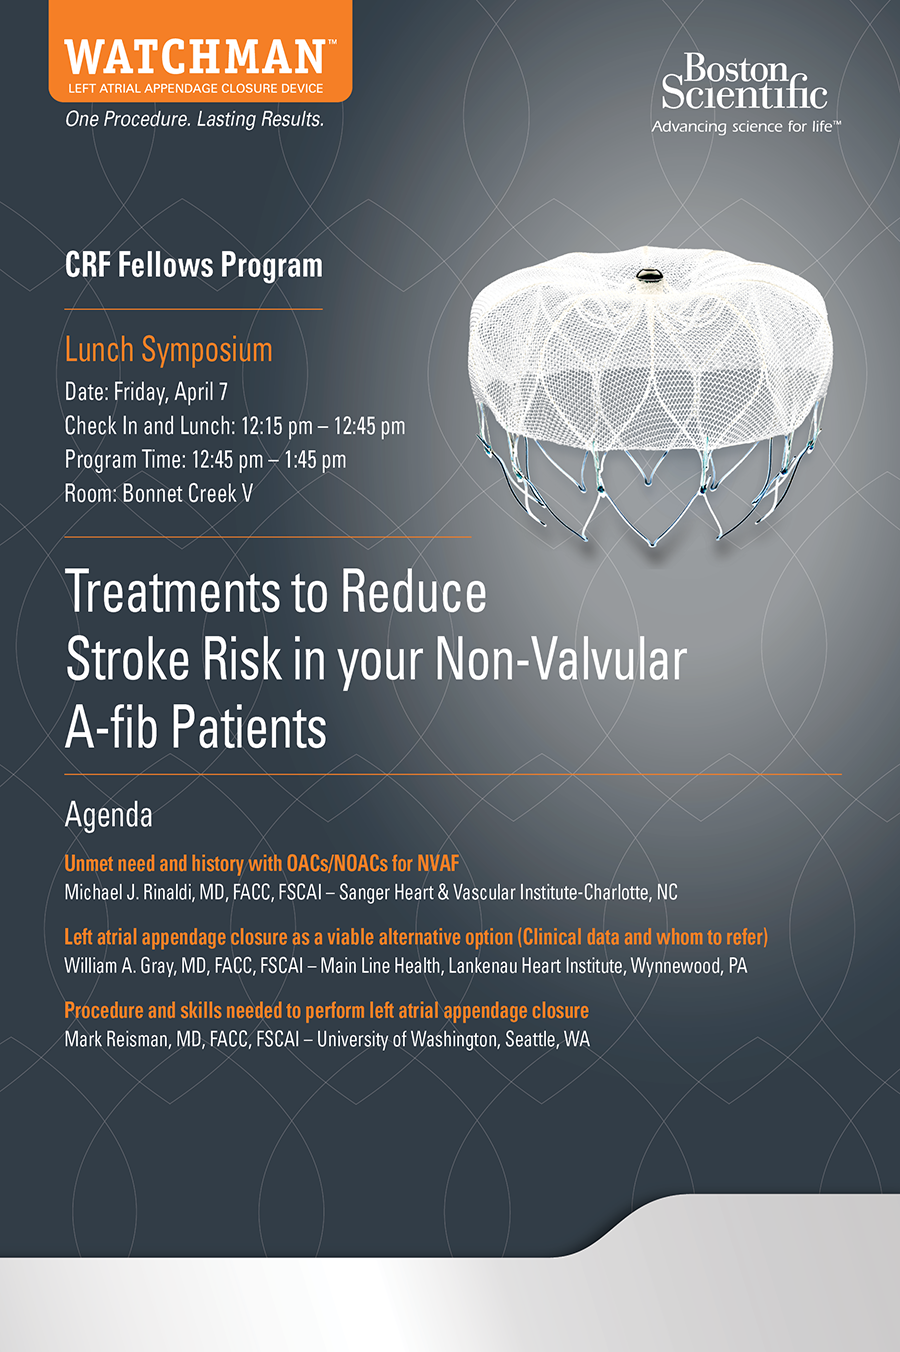 WATCHMAN™
LEFT ATRIAL APPENDAGE CLOSURE DEVICE
One Procedure. Lasting Results.
Boston
Scientific
Advancing science for life™
CRF Fellows Program
Lunch Symposium
Date: Friday, April 7
Check In and Lunch: 12:15 pm – 12:45 pm
Program Time: 12:45 pm – 1:45 pm
Room: Bonnet Creek V
Treatments to Reduce
Stroke Risk in your Non-Valvular
A-fib Patients
Agenda
Unmet need and history with OACs/NOACs for NVAF
Michael J. Rinaldi, MD, FACC, FSCAI – Sanger Heart & Vascular Institute-Charlotte, NC
Left atrial appendage closure as a viable alternative option (Clinical data and whom to refer)
William A. Gray, MD, FACC, FSCAI – Main Line Health, Lankenau Heart Institute, Wynnewood, PA
Procedure and skills needed to perform left atrial appendage closure
Mark Reisman, MD, FACC, FSCAI – University of Washington, Seattle, WA